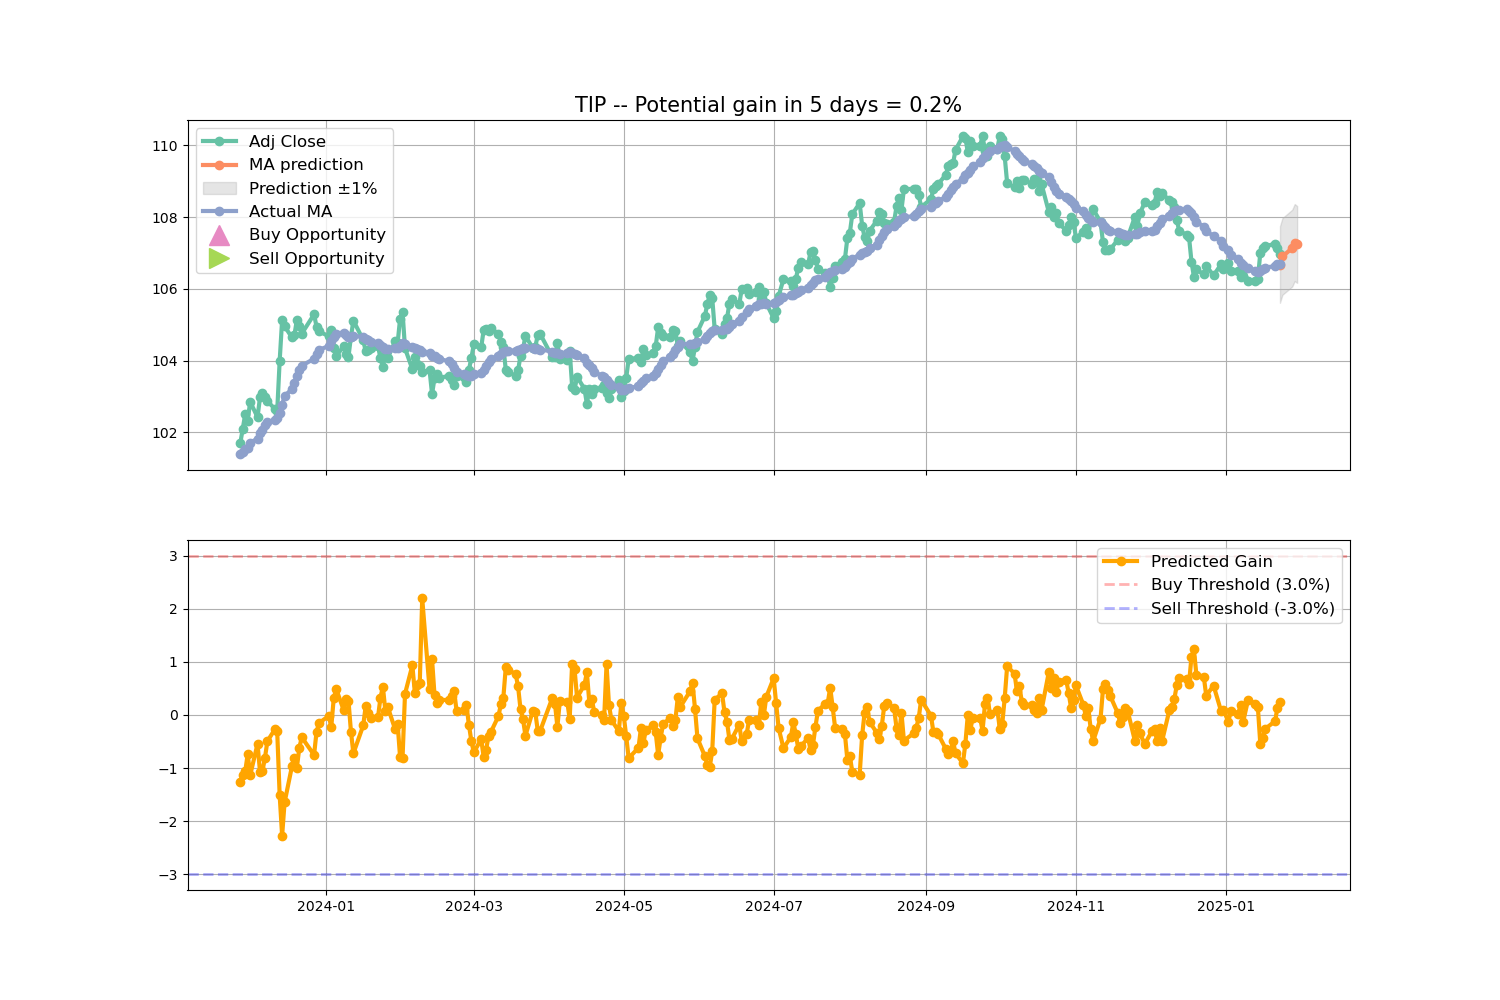 TIP -- Potential gain in 5 days = 0.2%
110
108
106
104
102
Adj Close
MA prediction
Prediction ±1%
Actual MA
Buy Opportunity
Sell Opportunity
3
2
1
0
−1
−2
−3
Predicted Gain
Buy Threshold (3.0%)
Sell Threshold (-3.0%)
2024-01 2024-03 2024-05 2024-07 2024-09 2024-11 2025-01